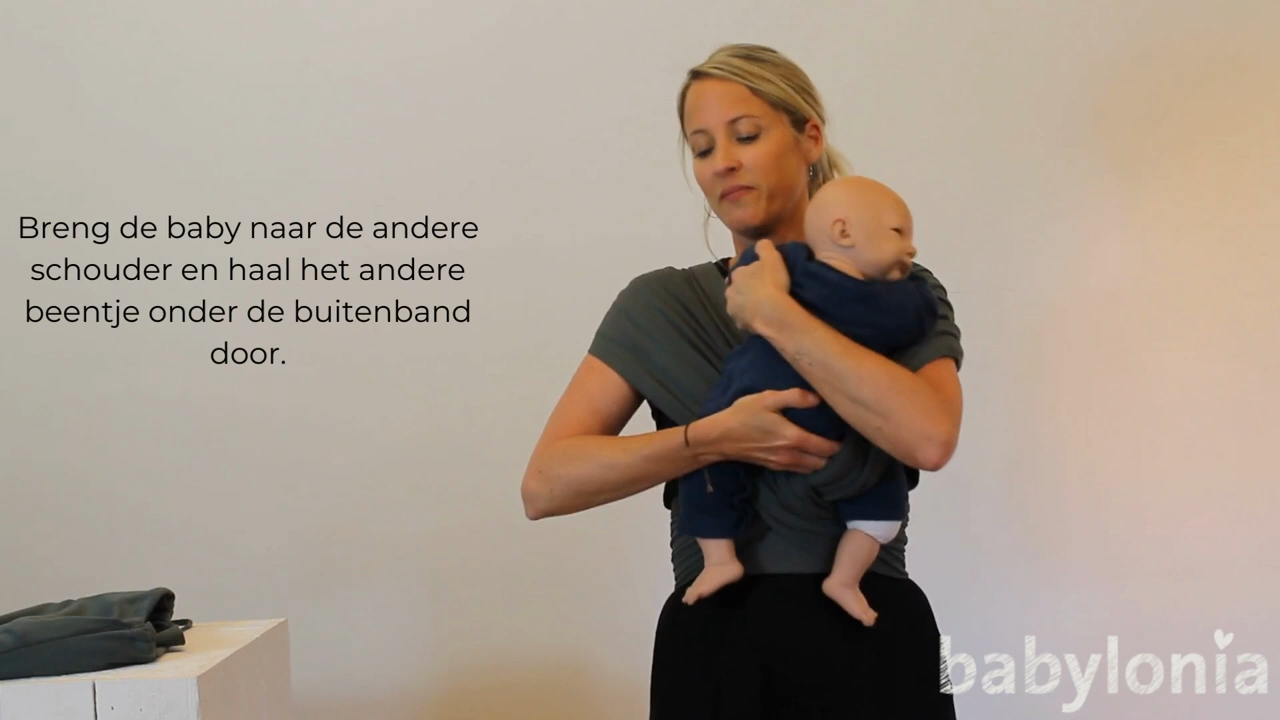 Breng de baby naar de andere
schouder en haal het andere
beentje onder de buitenband
door.
babylonia